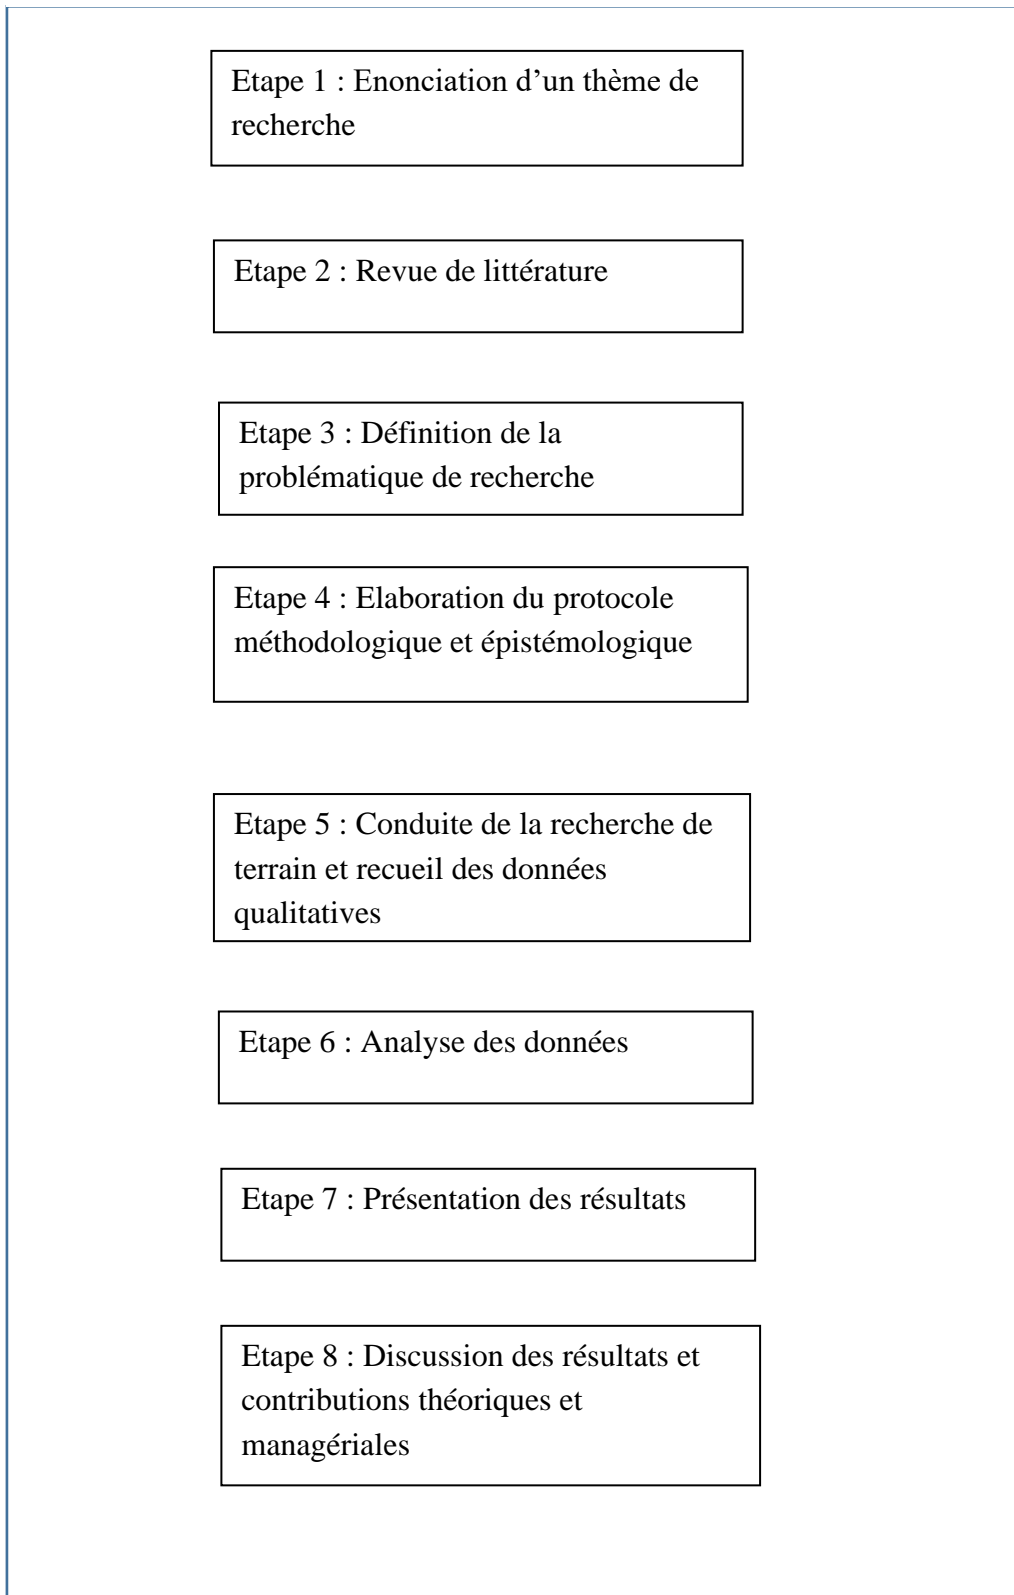 Etape 1 : Enonciation d’un thème de
recherche
Etape 2 : Revue de littérature
Etape 3 : Définition de la
problématique de recherche
Etape 4 : Elaboration du protocole
méthodologique et épistémologique
Etape 5 : Conduite de la recherche de
terrain et recueil des données
qualitatives
Etape 6 : Analyse des données
Etape 7 : Présentation des résultats
Etape 8 : Discussion des résultats et
contributions théoriques et
managériales